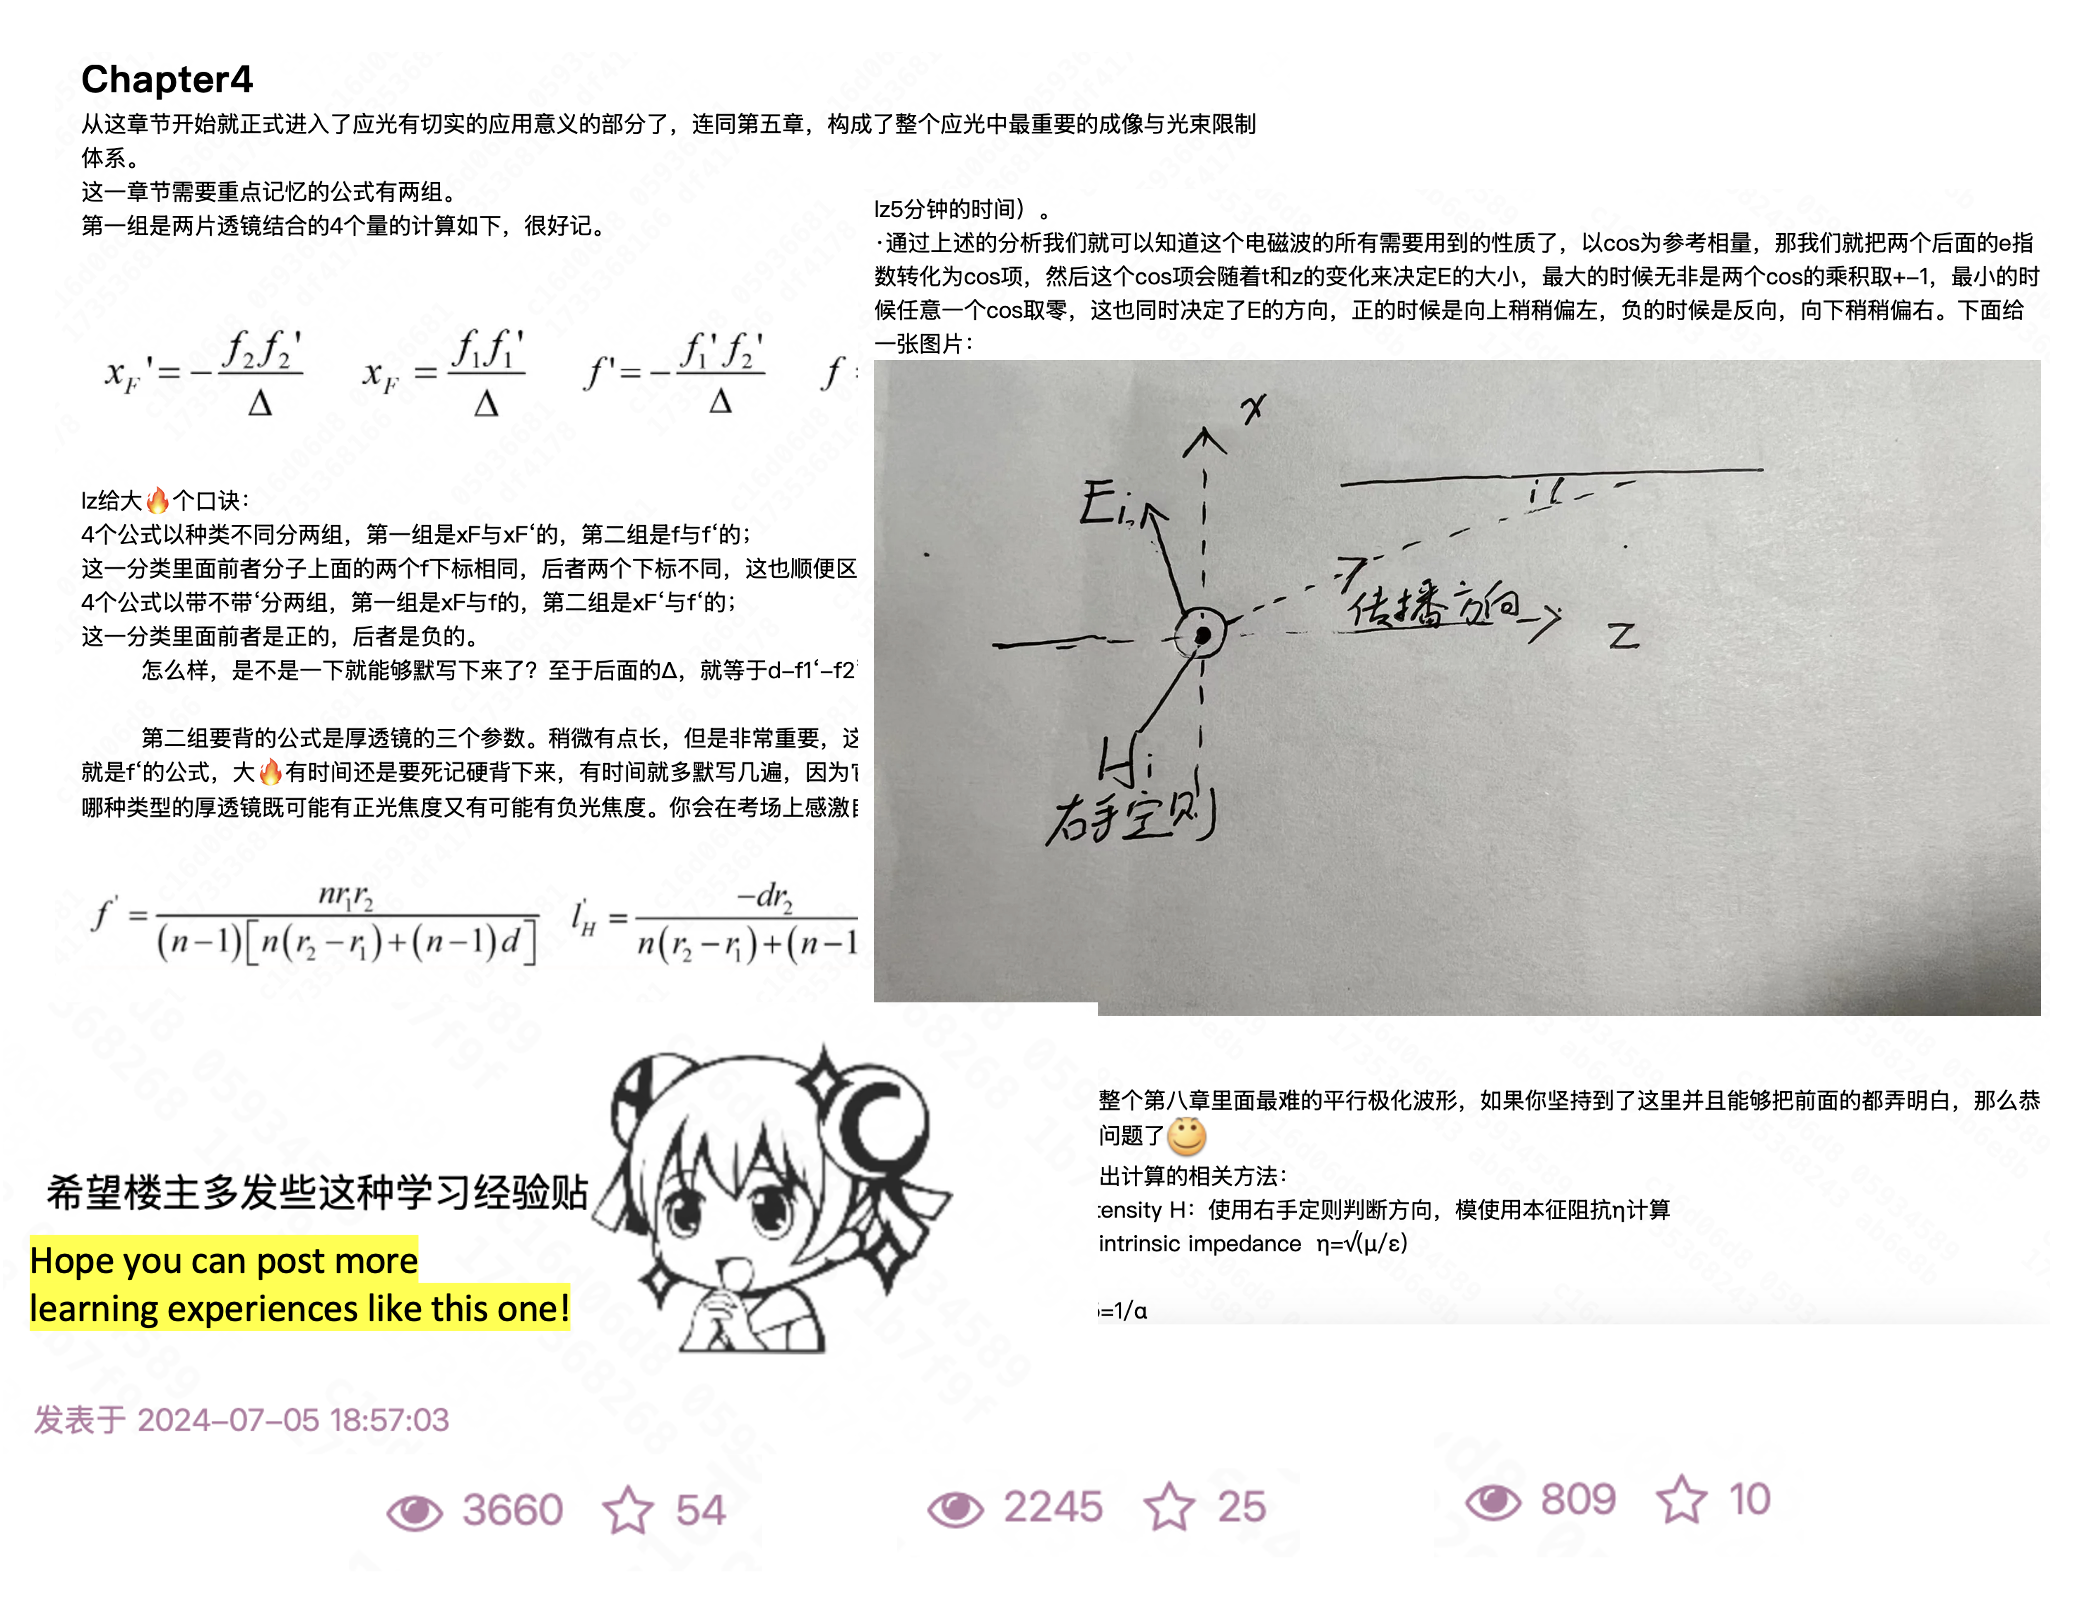 Chapter4
从这章节开始就正式进入了应光有切实的应用意义的部分了，连同第五章，构成了整个应光中最重要的成像与光束限制
体系。
这一章节需要重点记忆的公式有两组。
第一组是两片透镜结合的4个量的计算如下，很好记。
x_F' = − f₂f₂' / Δ    x_F = f₁f₁' / Δ    f' = − f₁'f₂' / Δ    f
lz给大🔥个口诀：
4个公式以种类不同分两组，第一组是xF与xF‘的，第二组是f与f‘的；
这一分类里面前者分子上面的两个f下标相同，后者两个下标不同，这也顺便区
4个公式以带不带‘分两组，第一组是xF与f的，第二组是xF‘与f‘的；
这一分类里面前者是正的，后者是负的。
怎么样，是不是一下就能够默写下来了？至于后面的Δ，就等于d–f1‘–f2‘
第二组要背的公式是厚透镜的三个参数。稍微有点长，但是非常重要，这
就是f‘的公式，大🔥有时间还是要死记硬背下来，有时间就多默写几遍，因为
哪种类型的厚透镜既可能有正光焦度又有可能有负光焦度。你会在考场上感激
f' = nr₁r₂ / (n−1)[n(r₂−r₁)+(n−1)d]    l'_H = −dr₂ / n(r₂−r₁)+(n−1
lz5分钟的时间）。
·通过上述的分析我们就可以知道这个电磁波的所有需要用到的性质了，以cos为参考相量，那我们就把两个后面的e指
数转化为cos项，然后这个cos项会随着t和z的变化来决定E的大小，最大的时候无非是两个cos的乘积取+–1，最小的时
候任意一个cos取零，这也同时决定了E的方向，正的时候是向上稍稍偏左，负的时候是反向，向下稍稍偏右。下面给
一张图片：
x
Ei
传播方向
z
Hi
右手定则
整个第八章里面最难的平行极化波形，如果你坚持到了这里并且能够把前面的都弄明白，那么恭
问题了
出计算的相关方法：
tensity H：使用右手定则判断方向，模使用本征阻抗η计算
intrinsic impedance η=√(μ/ε)
=1/α
希望楼主多发些这种学习经验贴
Hope you can post more
learning experiences like this one!
发表于 2024–07–05 18:57:03
3660 54
2245 25
809 10